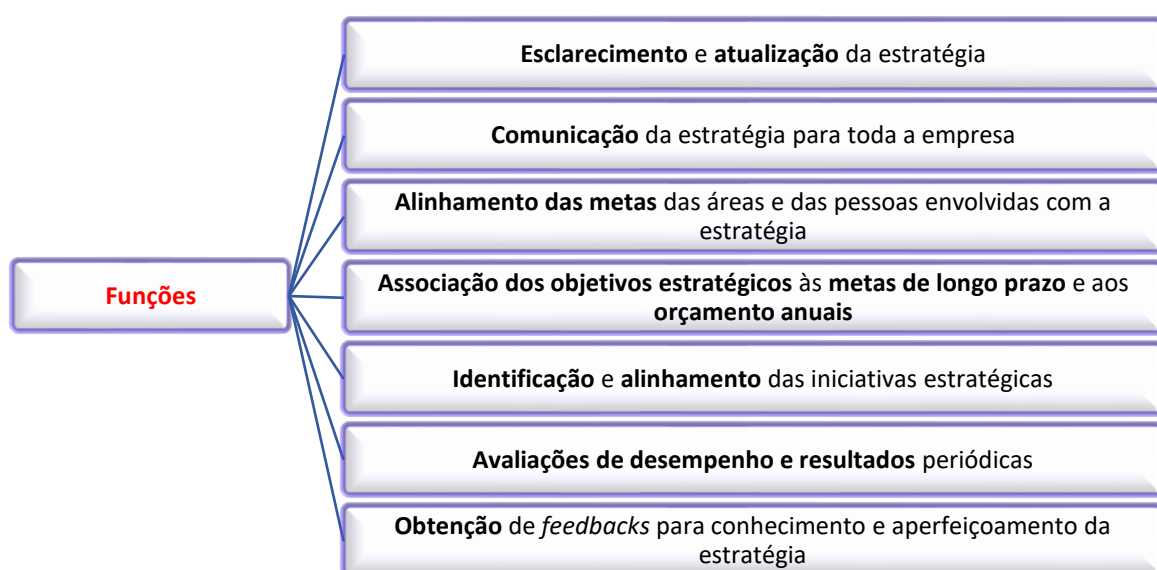 Esclarecimento e atualização da estratégia
Comunicação da estratégia para toda a empresa
Alinhamento das metas das áreas e das pessoas envolvidas com a
estratégia
Funções
Associação dos objetivos estratégicos às metas de longo prazo e aos
orçamento anuais
Identificação e alinhamento das iniciativas estratégicas
Avaliações de desempenho e resultados periódicas
Obtenção de feedbacks para conhecimento e aperfeiçoamento da
estratégia